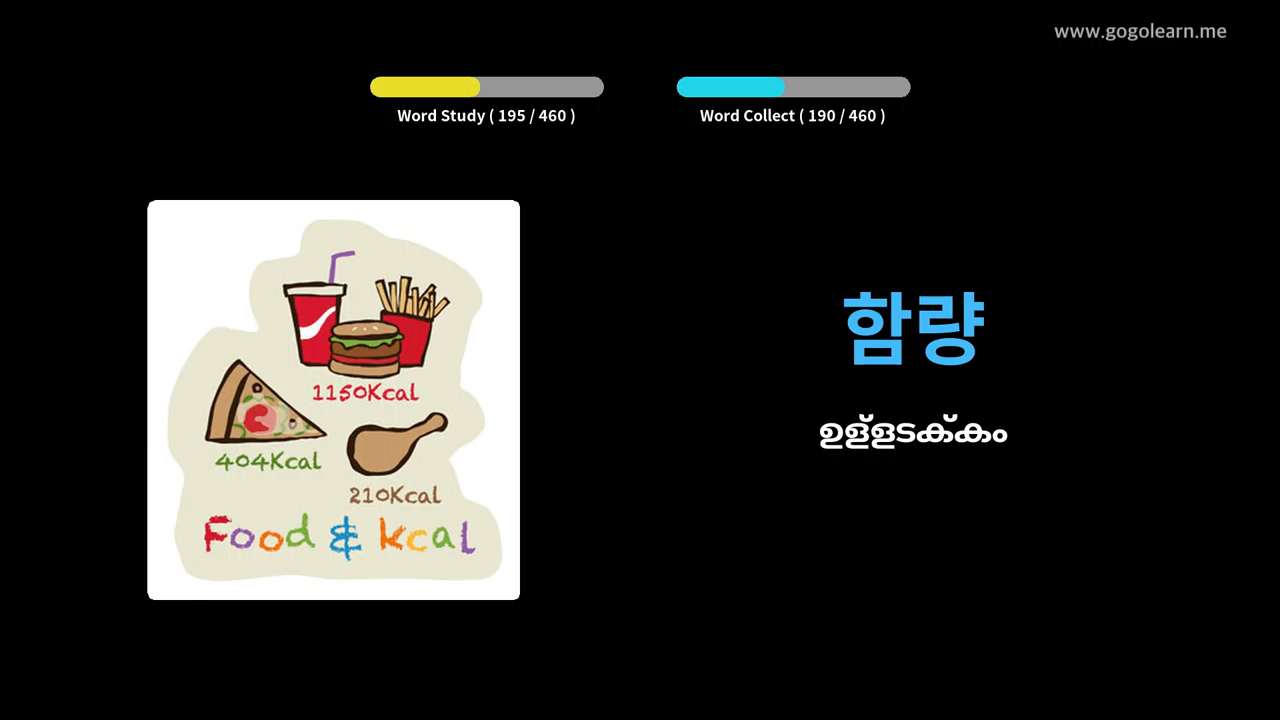 www.gogolearn.me
Word Study ( 195 / 460 )
Word Collect ( 190 / 460 )
1150Kcal
404Kcal
210Kcal
Food & kcal
함량
ഉള്ളടക്കം